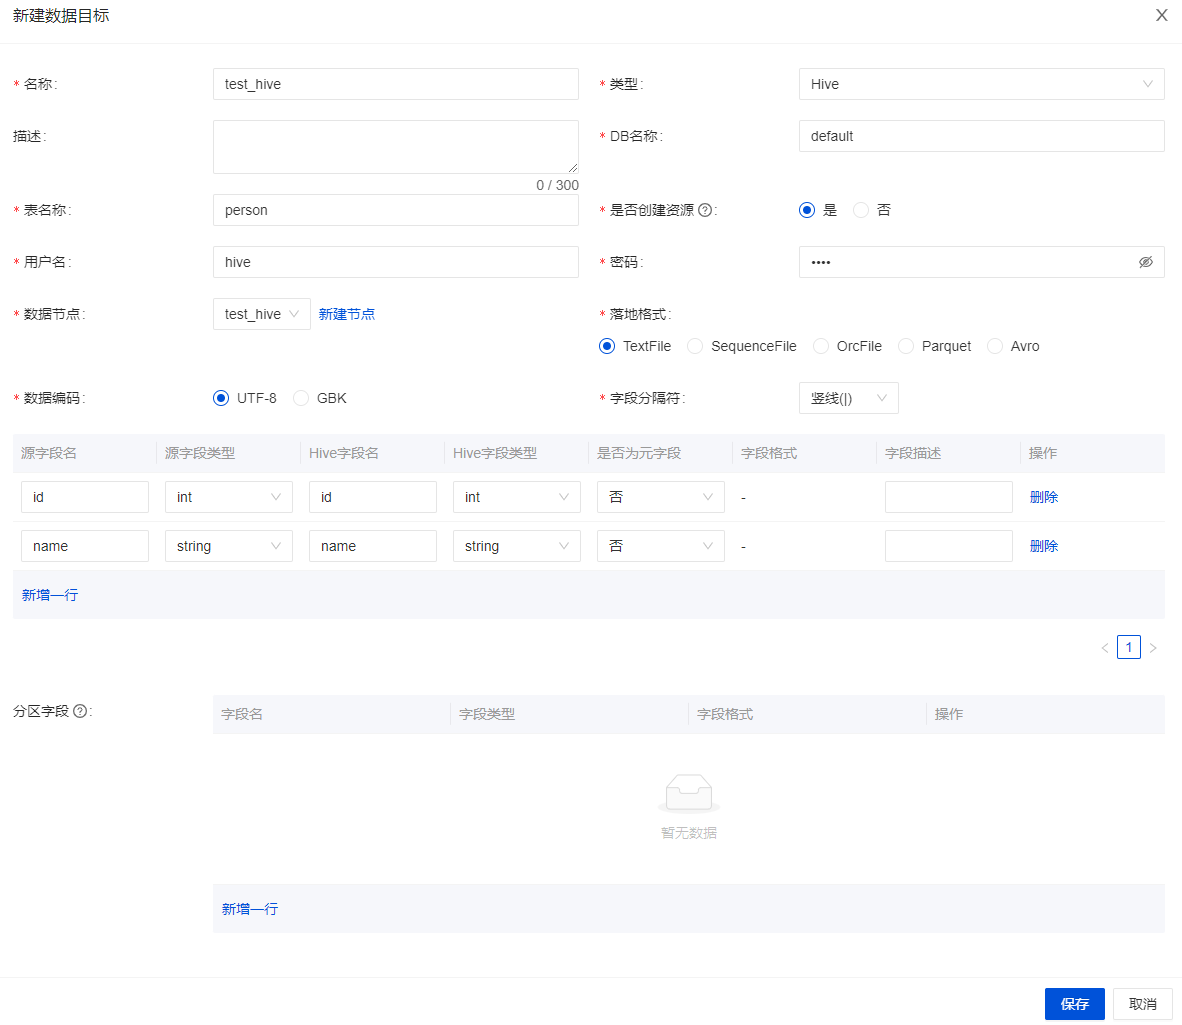 新建数据目标
* 名称: test_hive * 类型: Hive
描述: * DB名称: default
0 / 300
* 表名称: person * 是否创建资源 ?: 是 否
* 用户名: hive * 密码: ••••
* 数据节点: test_hive 新建节点 * 落地格式:
TextFile SequenceFile OrcFile Parquet Avro
* 数据编码: UTF-8 GBK * 字段分隔符: 竖线(|)
源字段名 源字段类型 Hive字段名 Hive字段类型 是否为元字段 字段格式 字段描述 操作
id int id int 否 - 删除
name string name string 否 - 删除
新增一行
< 1 >
分区字段 ?: 字段名 字段类型 字段格式 操作
暂无数据
新增一行
保存 取消